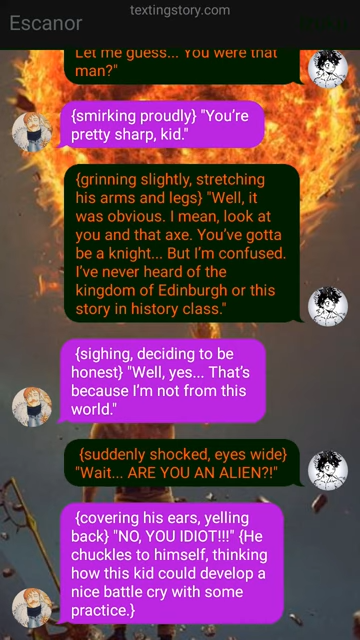 textingstory.com
Escanor
Let me guess... You were that
man?"
{smirking proudly} "You're
pretty sharp, kid."
{grinning slightly, stretching
his arms and legs} "Well, it
was obvious. I mean, look at
you and that axe. You've gotta
be a knight... But I'm confused.
I've never heard of the
kingdom of Edinburgh or this
story in history class."
{sighing, deciding to be
honest} "Well, yes... That's
because I'm not from this
world."
{suddenly shocked, eyes wide}
"Wait... ARE YOU AN ALIEN?!"
{covering his ears, yelling
back} "NO, YOU IDIOT!!!" {He
chuckles to himself, thinking
how this kid could develop a
nice battle cry with some
practice.}